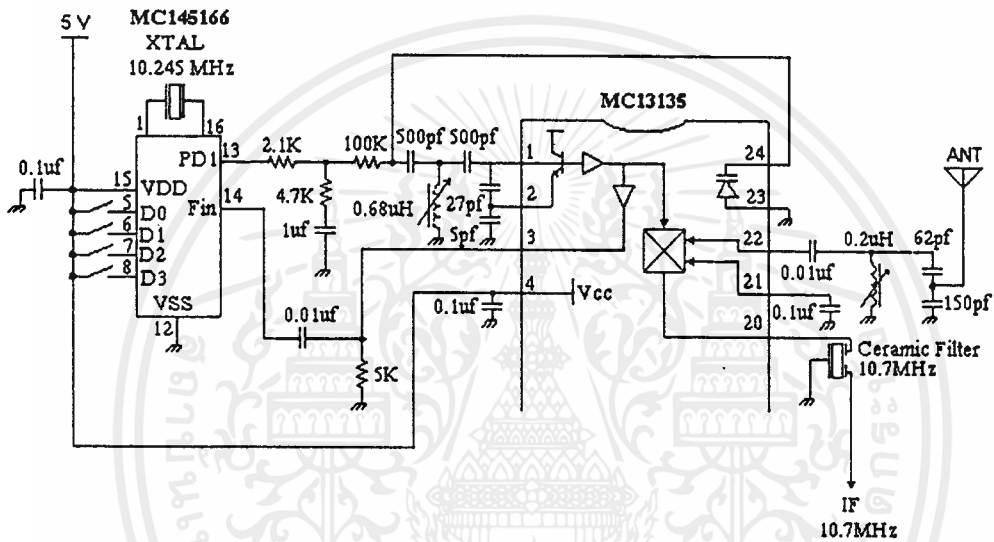 MC145166
5 V
XTAL
10.245 MHz
1
16
MC13135
PD1
13
2.1K
100K
500pf
500pf
1
24
ANT
0.1uf
15
VDD
Fin
14
4.7K
0.68uH
27pf
2
23
5
D0
6
D1
7
D2
8
D3
1uf
5pf
3
22
0.2uH
62pf
0.01uf
21
4
Vcc
0.1uf
0.1uf
150pf
VSS
12
0.01uf
20
Ceramic Filter
10.7MHz
5K
IF
10.7MHz